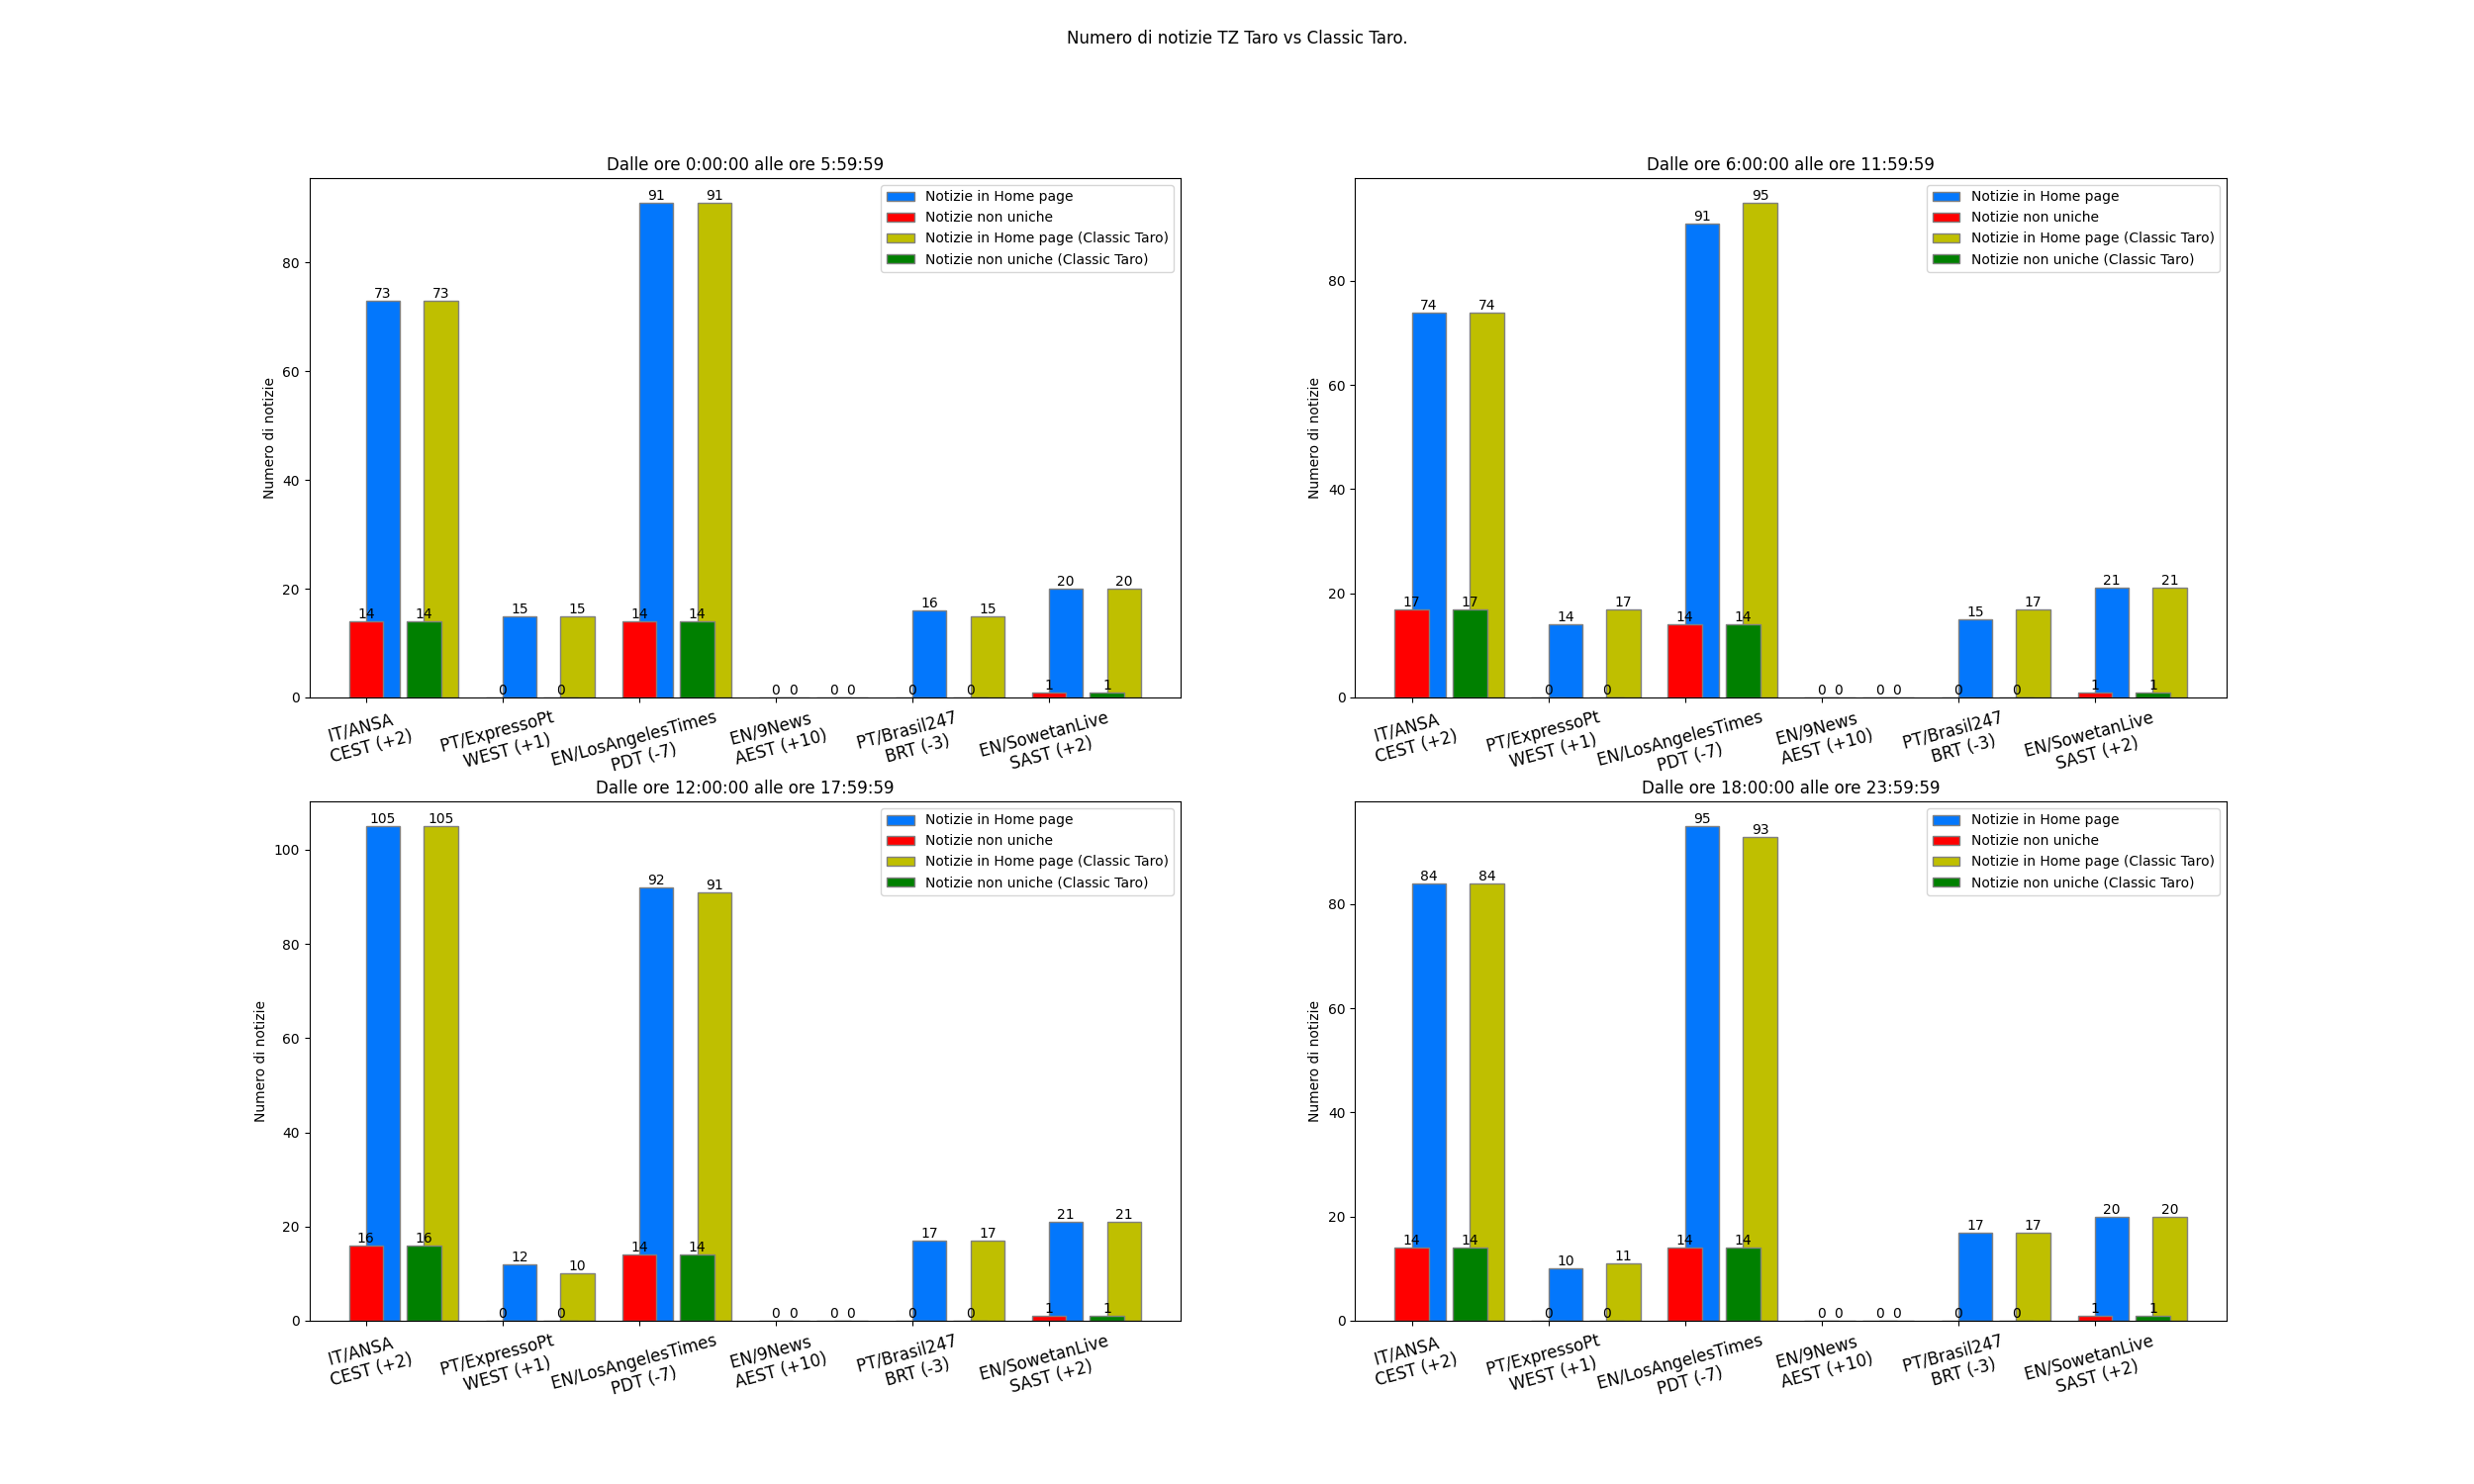 Numero di notizie TZ Taro vs Classic Taro.
Dalle ore 0:00:00 alle ore 5:59:59
Numero di notizie
80
60
40
20
0
91 91
73 73
14 14
15 15
0 0
14 14
0 0 0 0
16 15
0 0
20 20
1 1
Notizie in Home page
Notizie non uniche
Notizie in Home page (Classic Taro)
Notizie non uniche (Classic Taro)
IT/ANSA
CEST (+2)
PT/ExpressoPt
WEST (+1)
EN/LosAngelesTimes
PDT (-7)
EN/9News
AEST (+10)
PT/Brasil247
BRT (-3)
EN/SowetanLive
SAST (+2)
Dalle ore 6:00:00 alle ore 11:59:59
Numero di notizie
80
60
40
20
0
91 95
74 74
17 17
14 17
0 0
14 14
0 0 0 0
15 17
0 0
21 21
1 1
Notizie in Home page
Notizie non uniche
Notizie in Home page (Classic Taro)
Notizie non uniche (Classic Taro)
IT/ANSA
CEST (+2)
PT/ExpressoPt
WEST (+1)
EN/LosAngelesTimes
PDT (-7)
EN/9News
AEST (+10)
PT/Brasil247
BRT (-3)
EN/SowetanLive
SAST (+2)
Dalle ore 12:00:00 alle ore 17:59:59
Numero di notizie
100
80
60
40
20
0
105 105
92 91
16 16
12 10
0 0
14 14
0 0 0 0
17 17
0 0
21 21
1 1
Notizie in Home page
Notizie non uniche
Notizie in Home page (Classic Taro)
Notizie non uniche (Classic Taro)
IT/ANSA
CEST (+2)
PT/ExpressoPt
WEST (+1)
EN/LosAngelesTimes
PDT (-7)
EN/9News
AEST (+10)
PT/Brasil247
BRT (-3)
EN/SowetanLive
SAST (+2)
Dalle ore 18:00:00 alle ore 23:59:59
Numero di notizie
80
60
40
20
0
95 93
84 84
14 14
10 11
0 0
14 14
0 0 0 0
17 17
0 0
20 20
1 1
Notizie in Home page
Notizie non uniche
Notizie in Home page (Classic Taro)
Notizie non uniche (Classic Taro)
IT/ANSA
CEST (+2)
PT/ExpressoPt
WEST (+1)
EN/LosAngelesTimes
PDT (-7)
EN/9News
AEST (+10)
PT/Brasil247
BRT (-3)
EN/SowetanLive
SAST (+2)